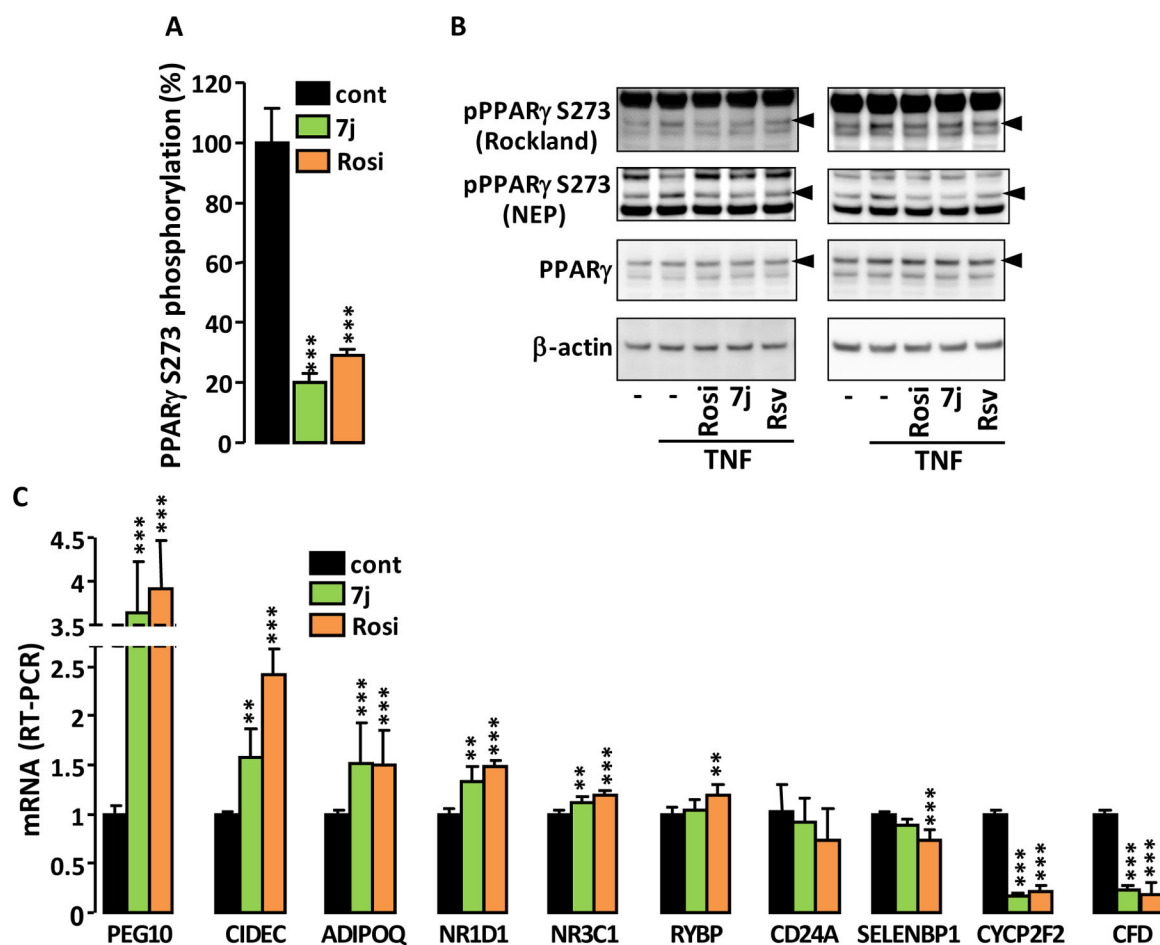 A
PPARγ S273 phosphorylation (%)
120
100
80
60
40
20
0
cont
7j
Rosi
***
***
B
pPPARγ S273
(Rockland)
pPPARγ S273
(NEP)
PPARγ
β-actin
- - Rosi 7j Rsv
TNF
- - Rosi 7j Rsv
TNF
C
mRNA (RT-PCR)
4.5
4
3.5
2.5
2
1.5
1
0.5
0
cont
7j
Rosi
*** ***
** ***
*** ***
** ***
** ***
**
***
*** ***
*** ***
PEG10 CIDEC ADIPOQ NR1D1 NR3C1 RYBP CD24A SELENBP1 CYCP2F2 CFD